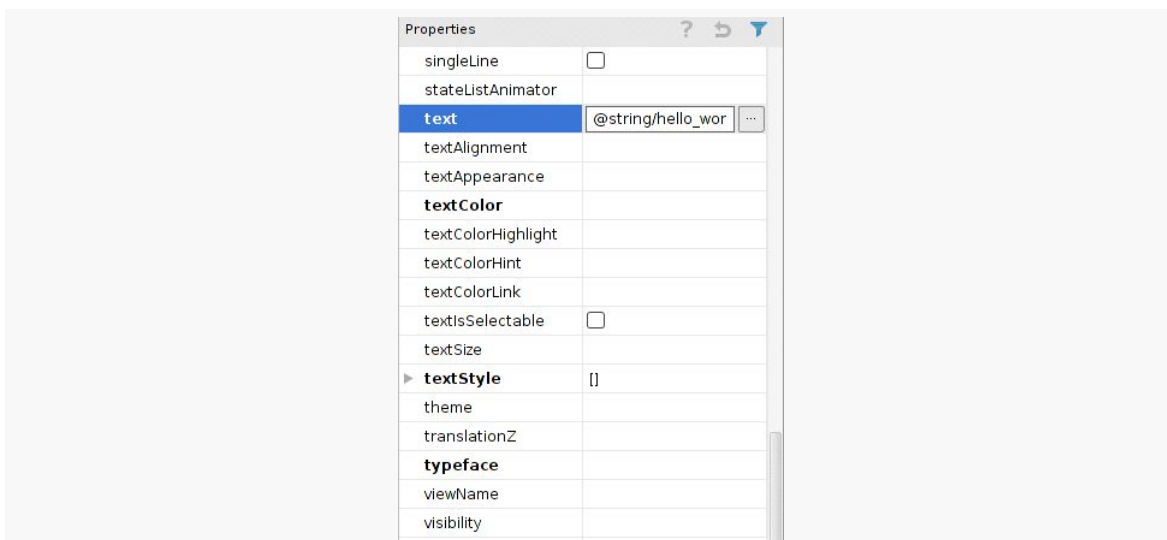 Properties ?
singleLine
stateListAnimator
text @string/hello_wor ...
textAlignment
textAppearance
textColor
textColorHighlight
textColorHint
textColorLink
textIsSelectable
textSize
textStyle []
theme
translationZ
typeface
viewName
visibility